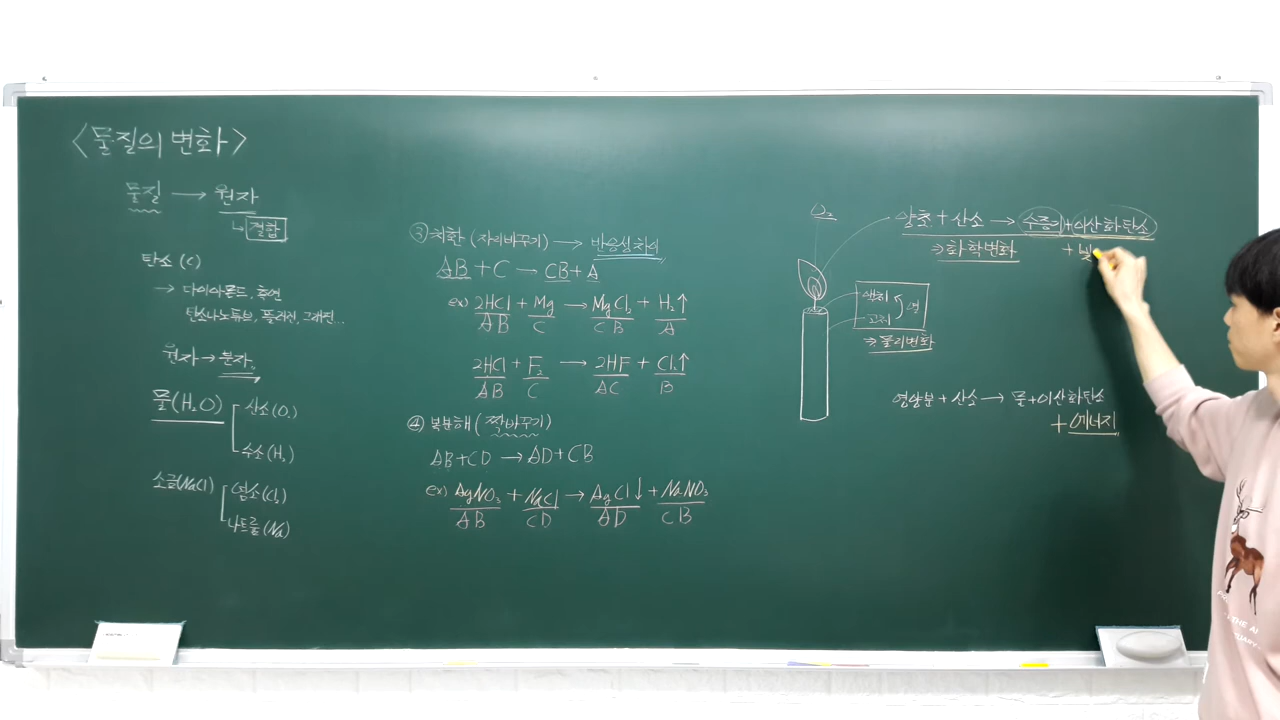 <물질의 변화>
물질 → 원자
↳ 결합
탄소 (C)
→ 다이아몬드, 흑연
탄소나노튜브, 플러렌, 그래핀..
원자 → 분자。
물(H₂O)
산소(O₂)
수소(H₂)
소금(NaCl)
염소(Cl₂)
나트륨(Na)
③ 치환 (자리바꾸기) → 반응성차이
AB + C → CB + A
ex) 2HCl + Mg → MgCl₂ + H₂↑
AB C CB A
2HCl + F₂ → 2HF + Cl₂↑
AB C AC B
④ 복분해 (짝바꾸기)
AB + CD → AD + CB
ex) AgNO₃ + NaCl → AgCl↓ + NaNO₃
AB CD AD CB
O₂
양초 + 산소 → 수증기 + 이산화탄소
⇒ 화학변화 + 빛
액체
고체
열
⇒ 물리변화
영양분 + 산소 → 물 + 이산화탄소
+ 에너지